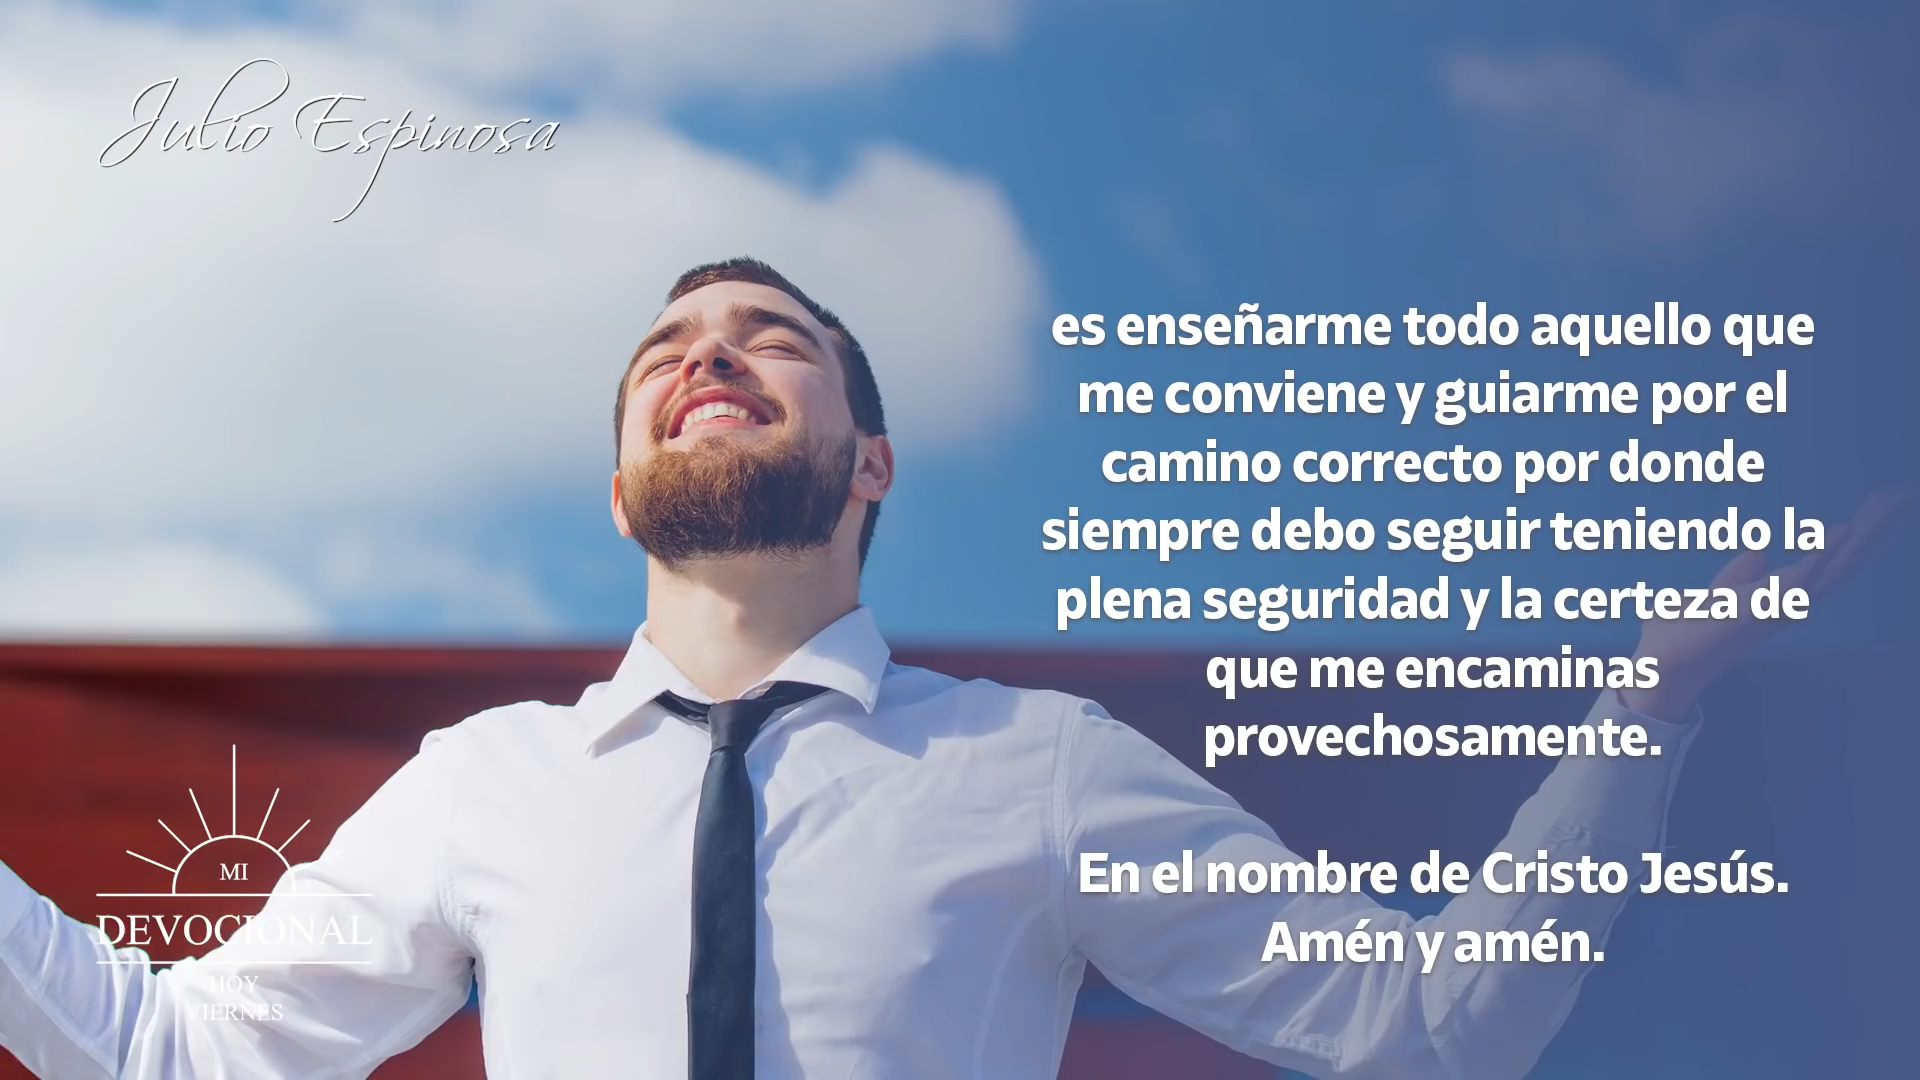 Julio Espinosa
es enseñarme todo aquello que
me conviene y guiarme por el
camino correcto por donde
siempre debo seguir teniendo la
plena seguridad y la certeza de
que me encaminas
provechosamente.
En el nombre de Cristo Jesús.
Amén y amén.
MI
DEVOCIONAL
HOY
VIERNES